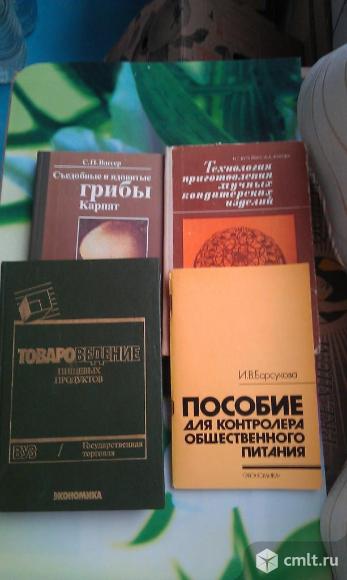 С.П. Вассер
Съедобные и ядовитые
грибы
Карпат
Технология
приготовления
мучных
кондитерских
изделий
ТОВАРОВЕДЕНИЕ
ПИЩЕВЫХ
ПРОДУКТОВ
ВУЗ / Государственная
торговля
ЭКОНОМИКА
И.В.Барсукова
ПОСОБИЕ
ДЛЯ КОНТРОЛЕРА
ОБЩЕСТВЕННОГО
ПИТАНИЯ
«ЭКОНОМИКА»
cmlt.ru